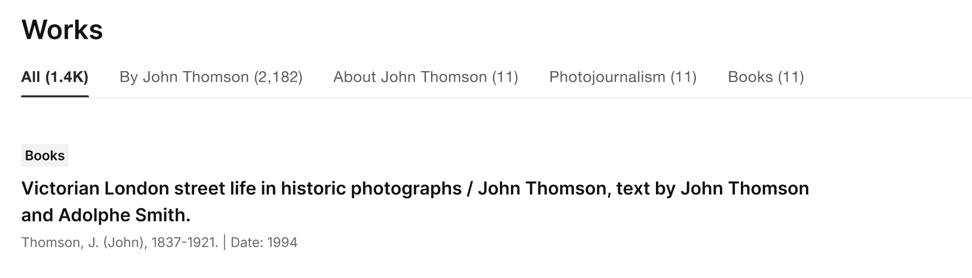 Works
All (1.4K) By John Thomson (2,182) About John Thomson (11) Photojournalism (11) Books (11)
Books
Victorian London street life in historic photographs / John Thomson, text by John Thomson
and Adolphe Smith.
Thomson, J. (John), 1837-1921. | Date: 1994